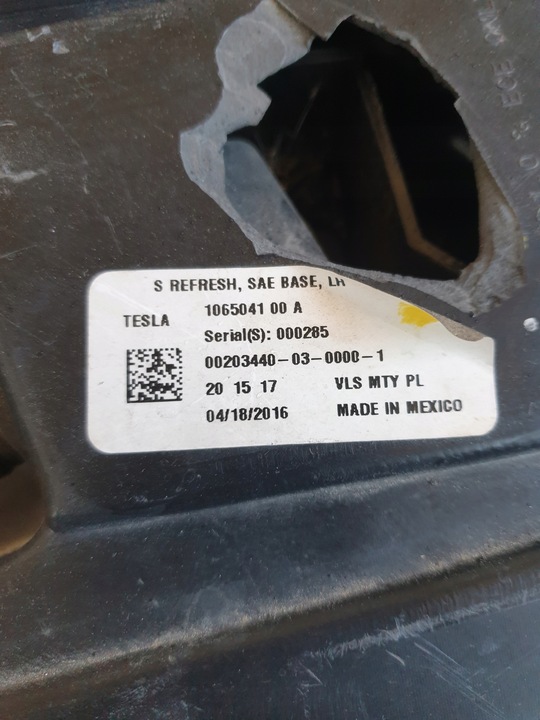 S REFRESH, SAE BASE, LH
TESLA
1065041 00 A
Serial(S): 000285
00203440-03-0000-1
20 15 17 VLS MTY PL
04/18/2016 MADE IN MEXICO
& ECE